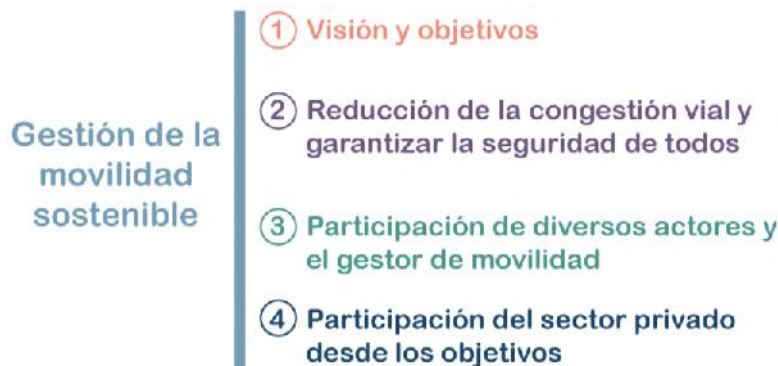 Gestión de la
movilidad
sostenible
1 Visión y objetivos
2 Reducción de la congestión vial y
garantizar la seguridad de todos
3 Participación de diversos actores y
el gestor de movilidad
4 Participación del sector privado
desde los objetivos